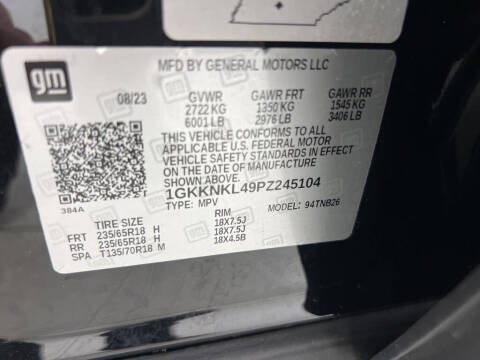 gm
MFD BY GENERAL MOTORS LLC
08/23 GVWR GAWR FRT GAWR RR
2722 KG 1350 KG 1545 KG
6001 LB 2976 LB 3406 LB
THIS VEHICLE CONFORMS TO ALL
APPLICABLE U.S. FEDERAL MOTOR
VEHICLE SAFETY STANDARDS IN EFFECT
ON THE DATE OF MANUFACTURE
1GKKNKL49PZ245104
TYPE: MPV MODEL: 94TNB26
384A
TIRE SIZE RIM
FRT 235/65R18 H 18X7.5J
RR 235/65R18 H 18X7.5J
SPA T135/70R18 M 18X4.5B